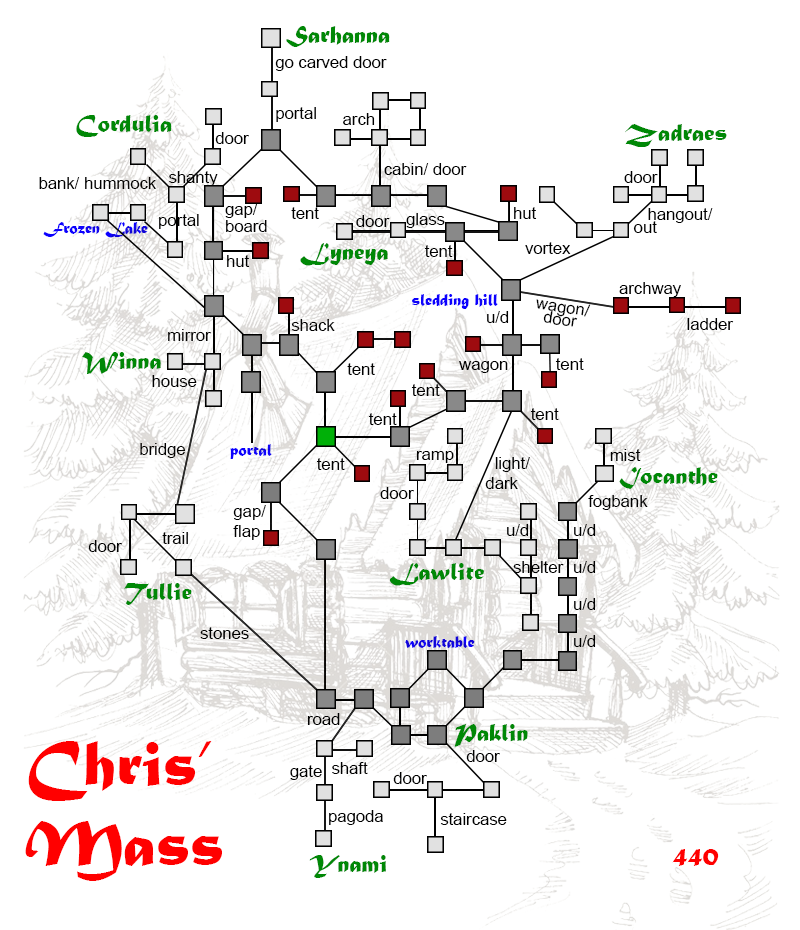 Sarhanna
go carved door
portal
Cordulia
door
arch
Zadraes
cabin/ door
door
bank/ hummock
shanty
gap/
board
tent
hut
hangout/
out
portal
Frozen Lake
door
glass
Lyneya
tent
vortex
hut
sledding hill
u/d
wagon/
door
archway
ladder
mirror
shack
Winna
house
tent
wagon
tent
tent
tent
tent
bridge
portal
tent
ramp
light/
dark
mist
Jocanthe
fogbank
door
gap/
flap
trail
door
u/d
u/d
shelter
u/d
Lawlite
Tullie
u/d
stones
u/d
worktable
road
Paklin
door
gate
shaft
door
pagoda
staircase
Ynami
Chris'
Mass
440